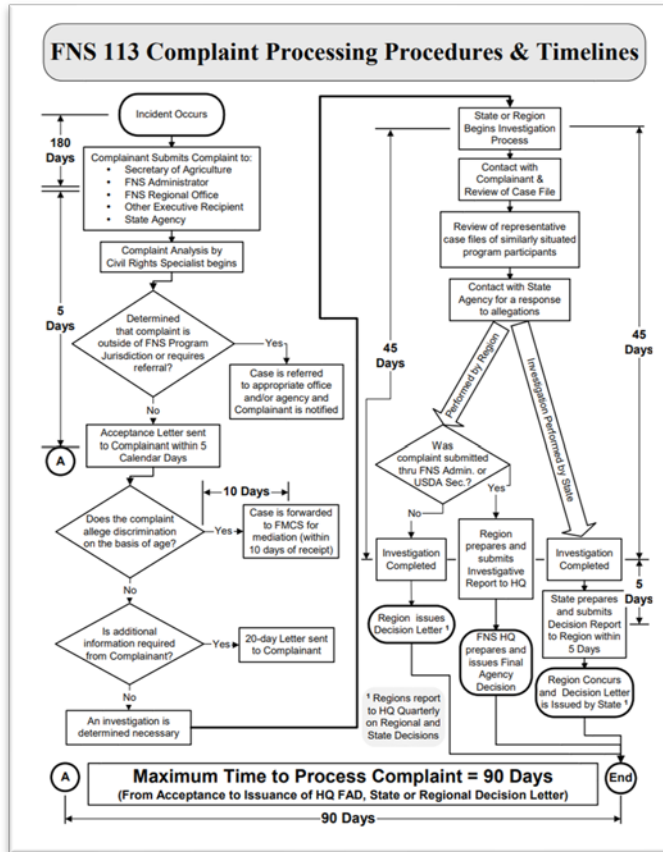 FNS 113 Complaint Processing Procedures & Timelines
Incident Occurs
180
Days
Complainant Submits Complaint to:
• Secretary of Agriculture
• FNS Administrator
• FNS Regional Office
• Other Executive Recipient
• State Agency
Complaint Analysis by
Civil Rights Specialist begins
5
Days
Determined
that complaint is
outside of FNS Program
Jurisdiction or requires
referral?
Yes
Case is referred
to appropriate office
and/or agency and
Complainant is notified
No
Acceptance Letter sent
to Complainant within 5
Calendar Days
A
10 Days
Does the complaint
allege discrimination
on the basis of age?
Yes
Case is forwarded
to FMCS for
mediation (within
10 days of receipt)
No
Is additional
information required
from Complainant?
Yes
20-day Letter sent
to Complainant
No
An investigation is
determined necessary
State or Region
Begins Investigation
Process
Contact with
Complainant &
Review of Case File
Review of representative
case files of similarly situated
program participants
Contact with State
Agency for a response
to allegations
45
Days
45
Days
Performed by Region
Investigation Performed by State
Was
complaint submitted
thru FNS Admin. or
USDA Sec.?
No
Yes
Investigation
Completed
Region
prepares and
submits
Investigative
Report to HQ
Investigation
Completed
5
Days
Region issues
Decision Letter ¹
FNS HQ
prepares and
issues Final
Agency
Decision
State prepares
and submits
Decision Report
to Region within
5 Days
Region Concurs
and Decision Letter
is Issued by State ¹
¹ Regions report
to HQ Quarterly
on Regional and
State Decisions
A
Maximum Time to Process Complaint = 90 Days
(From Acceptance to Issuance of HQ FAD, State or Regional Decision Letter)
End
90 Days